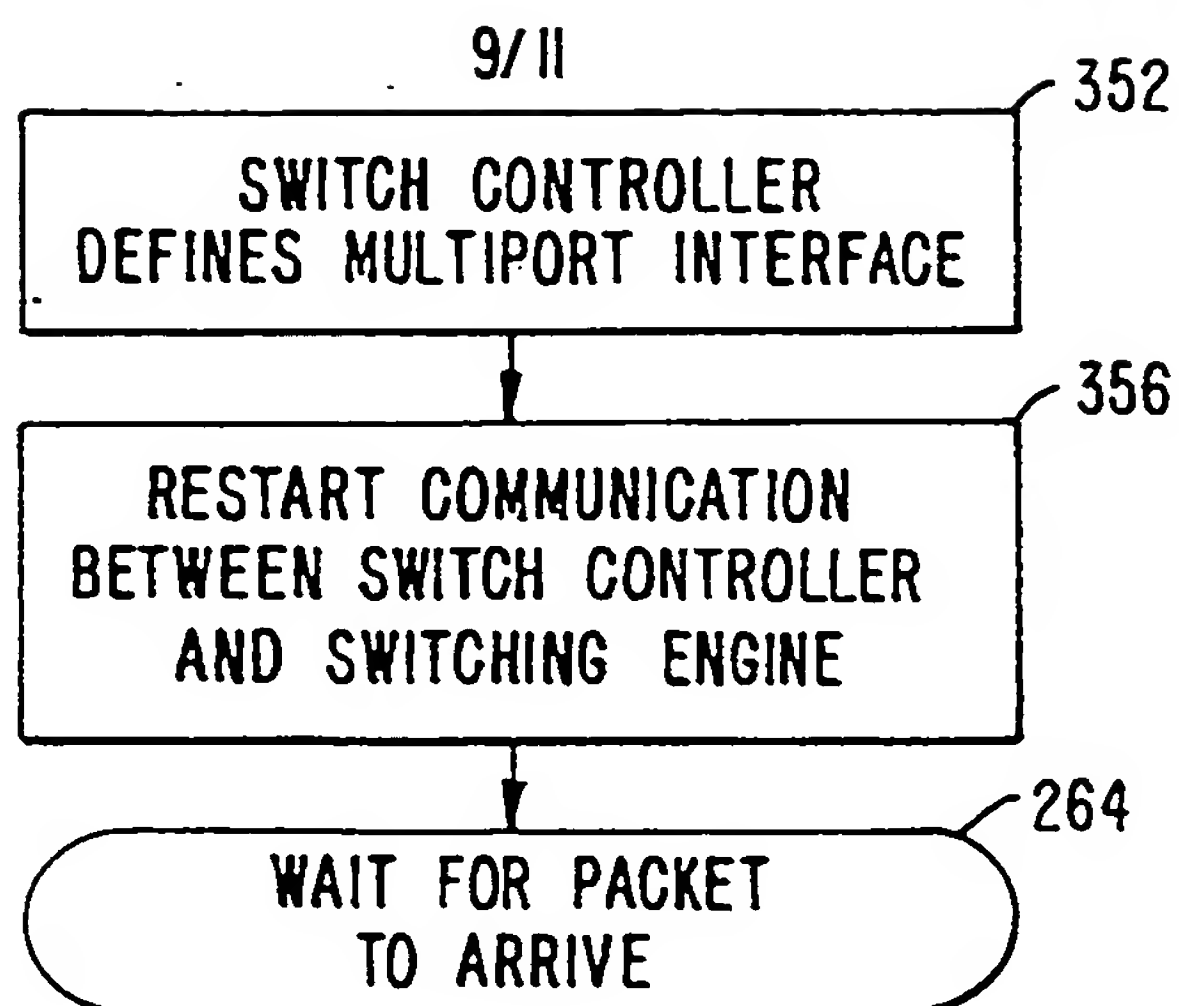 9/11
352
SWITCH CONTROLLER
DEFINES MULTIPORT INTERFACE
356
RESTART COMMUNICATION
BETWEEN SWITCH CONTROLLER
AND SWITCHING ENGINE
264
WAIT FOR PACKET
TO ARRIVE